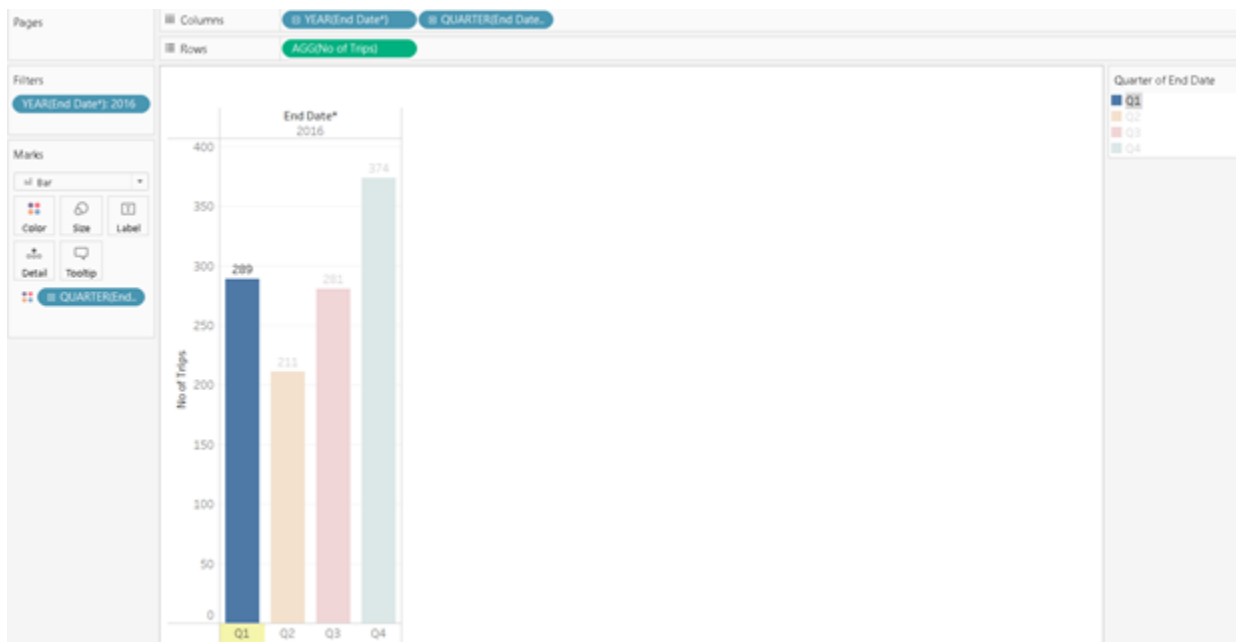 Pages
Columns
YEAR(End Date*)
QUARTER(End Date..
Rows
AGG(No of Trips)
Filters
YEAR(End Date*): 2016
Marks
Bar
Color
Size
Label
Detail
Tooltip
QUARTER(End..
End Date*
2016
400
350
300
250
200
150
100
50
0
No of Trips
289
211
281
374
Q1
Q2
Q3
Q4
Quarter of End Date
Q1
Q2
Q3
Q4